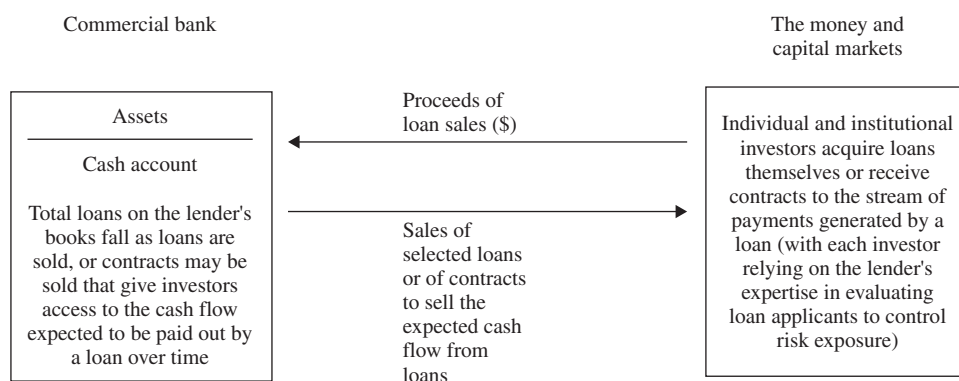 Commercial bank
The money and
capital markets
Assets
Cash account
Total loans on the lender's
books fall as loans are
sold, or contracts may be
sold that give investors
access to the cash flow
expected to be paid out by
a loan over time
Proceeds of
loan sales ($)
Sales of
selected loans
or of contracts
to sell the
expected cash
flow from
loans
Individual and institutional
investors acquire loans
themselves or receive
contracts to the stream of
payments generated by a
loan (with each investor
relying on the lender's
expertise in evaluating
loan applicants to control
risk exposure)